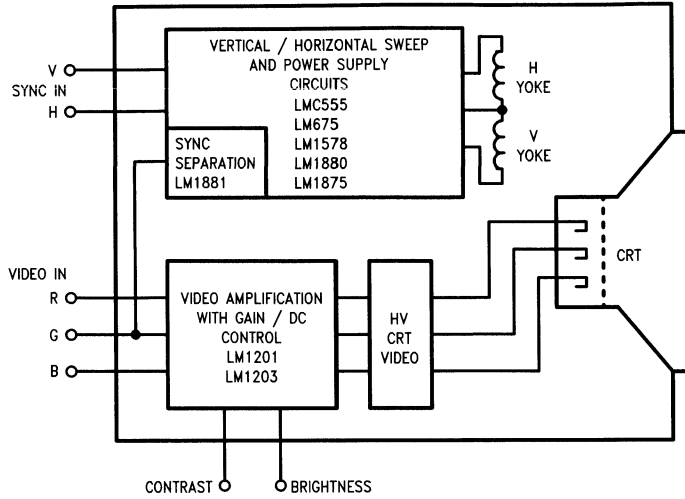 VERTICAL / HORIZONTAL SWEEP
AND POWER SUPPLY
CIRCUITS
LMC555
LM675
LM1578
LM1880
LM1875
V
SYNC IN
H
SYNC
SEPARATION
LM1881
H
YOKE
V
YOKE
CRT
VIDEO IN
R
G
B
VIDEO AMPLIFICATION
WITH GAIN / DC
CONTROL
LM1201
LM1203
HV
CRT
VIDEO
CONTRAST
BRIGHTNESS